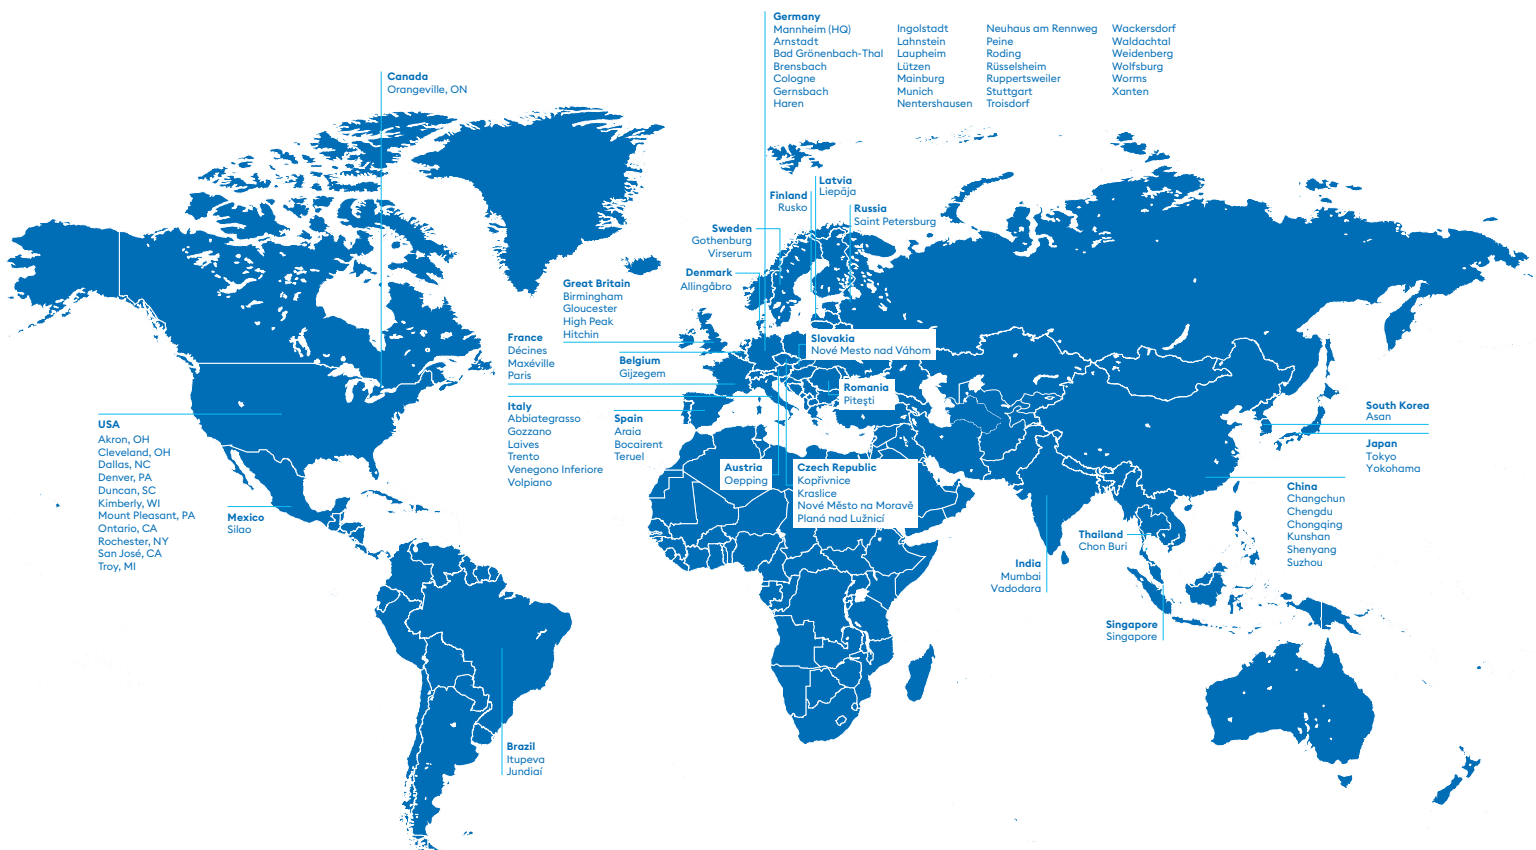 Germany
Mannheim (HQ)
Arnstadt
Bad Grönenbach-Thal
Brensbach
Cologne
Gernsbach
Haren
Ingolstadt
Lahnstein
Laupheim
Lützen
Mainburg
Munich
Nentershausen
Neuhaus am Rennweg
Peine
Roding
Rüsselsheim
Ruppertsweiler
Stuttgart
Troisdorf
Wackersdorf
Waldachtal
Weidenberg
Wolfsburg
Worms
Xanten
Canada
Orangeville, ON
Latvia
Liepāja
Finland
Rusko
Russia
Saint Petersburg
Sweden
Gothenburg
Virserum
Denmark
Allingåbro
Great Britain
Birmingham
Gloucester
High Peak
Hitchin
France
Décines
Maxéville
Paris
Belgium
Gijzegem
Slovakia
Nové Mesto nad Váhom
Romania
Piteşti
Italy
Abbiategrasso
Gozzano
Laives
Trento
Venegono Inferiore
Volpiano
Spain
Araia
Bocairent
Teruel
Austria
Oepping
Czech Republic
Kopřivnice
Kraslice
Nové Město na Moravě
Planá nad Lužnicí
USA
Akron, OH
Cleveland, OH
Dallas, NC
Denver, PA
Duncan, SC
Kimberly, WI
Mount Pleasant, PA
Ontario, CA
Rochester, NY
San José, CA
Troy, MI
Mexico
Silao
Brazil
Itupeva
Jundiaí
South Korea
Asan
Japan
Tokyo
Yokohama
China
Changchun
Chengdu
Chongqing
Kunshan
Shenyang
Suzhou
Thailand
Chon Buri
India
Mumbai
Vadodara
Singapore
Singapore